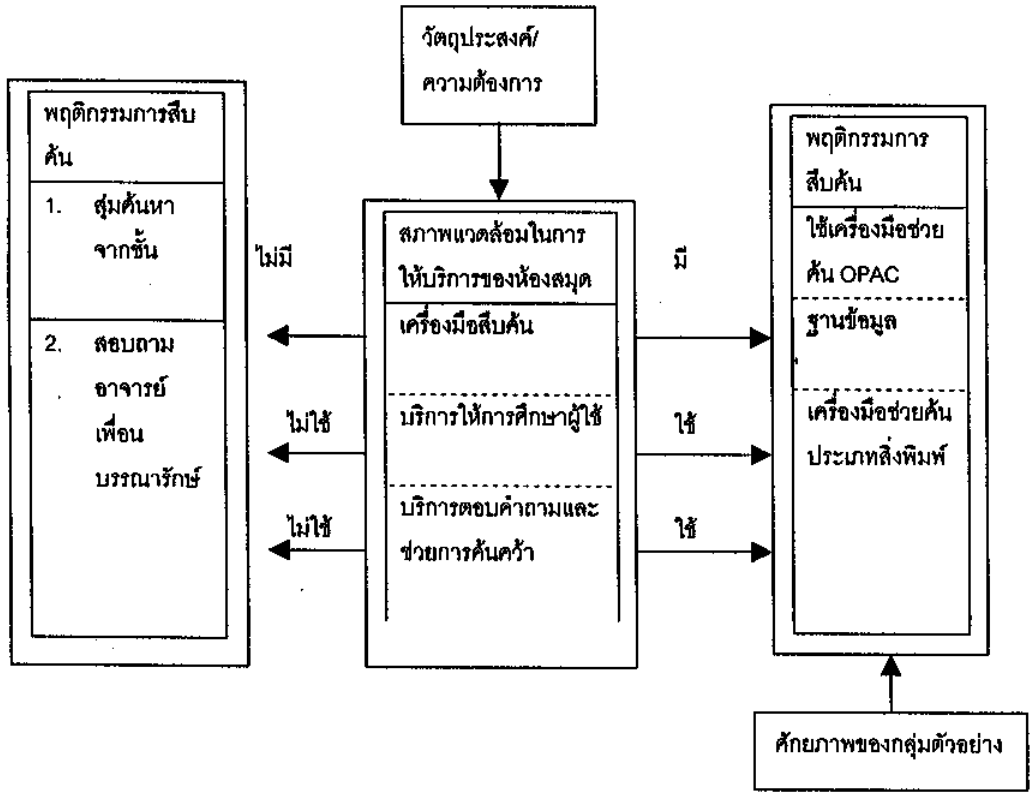 วัตถุประสงค์/
ความต้องการ
พฤติกรรมการสืบ
ค้น
1. สุ่มค้นหา
จากชั้น
2. สอบถาม
อาจารย์
เพื่อน
บรรณารักษ์
ไม่มี
ไม่ใช้
ไม่ใช้
สภาพแวดล้อมในการ
ให้บริการของห้องสมุด
เครื่องมือสืบค้น
บริการให้การศึกษาผู้ใช้
บริการตอบคำถามและ
ช่วยการค้นคว้า
มี
ใช้
ใช้
พฤติกรรมการ
สืบค้น
ใช้เครื่องมือช่วย
ค้น OPAC
ฐานข้อมูล
เครื่องมือช่วยค้น
ประเภทสิ่งพิมพ์
ศักยภาพของกลุ่มตัวอย่าง